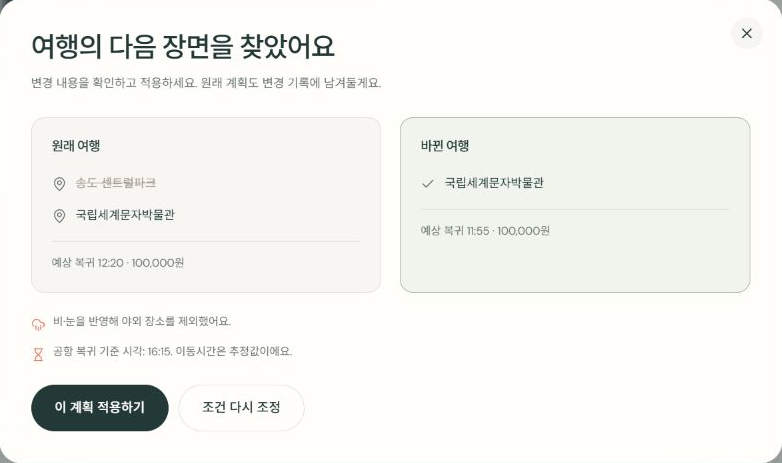 여행의 다음 장면을 찾았어요
변경 내용을 확인하고 적용하세요. 원래 계획도 변경 기록에 남겨둘게요.
원래 여행
송도 센트럴파크
국립세계문자박물관
예상 복귀 12:20 · 100,000원
바뀐 여행
국립세계문자박물관
예상 복귀 11:55 · 100,000원
비·눈을 반영해 야외 장소를 제외했어요.
공항 복귀 기준 시각: 16:15. 이동시간은 추정값이에요.
이 계획 적용하기
조건 다시 조정